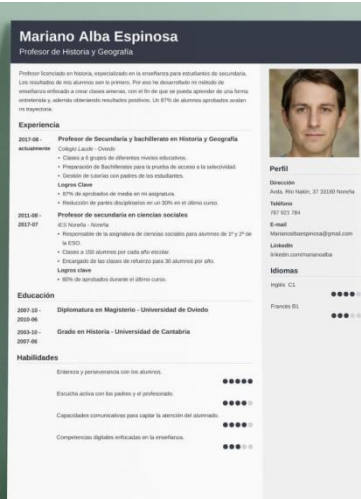 Mariano Alba Espinosa
Profesor de Historia y Geografía
Profesor licenciado en historia, especializado en la enseñanza para estudiantes de secundaria.
Los resultados de mis alumnos son lo primero. Por eso he desarrollado mi método de
enseñanza enfocado a crear clases amenas, con el fin de que se pueda aprender de una forma
entretenida y, además obteniendo resultados positivos. Un 87% de alumnos aprobados avalan
mi trayectoria.
Experiencia
2017-08 -
actualmente
Profesor de Secundaria y bachillerato en Historia y Geografía
Colegio Laude - Oviedo
• Clases a 6 grupos de diferentes niveles educativos.
• Preparación de Bachillerato para la prueba de acceso a la selectividad.
• Gestión de tutorías con padres de los estudiantes.
Logros Clave
• 87% de aprobados de media en mi asignatura.
• Reducción de partes disciplinarios en un 30% en el último curso.
2011-08 -
2017-07
Profesor de secundaria en ciencias sociales
IES Noreña - Noreña
• Responsable de la asignatura de ciencias sociales para alumnos de 1º y 2º de
la ESO.
• Clases a 150 alumnos por cada año escolar.
• Encargado de las clases de refuerzo para 30 alumnos por año.
Logros clave
• 80% de aprobados durante el último curso.
Educación
2007-10 -
2010-06
Diplomatura en Magisterio - Universidad de Oviedo
2003-10 -
2007-06
Grado en Historia - Universidad de Cantabria
Habilidades
Entereza y perseverancia con los alumnos.
Escucha activa con los padres y el profesorado.
Capacidades comunicativas para captar la atención del alumnado.
Competencias digitales enfocadas en la enseñanza.
Perfil
Dirección
Avda. Río Nalón, 37 33180 Noreña
Teléfono
787 921 784
E-mail
Marianoalbaespinosa@gmail.com
LinkedIn
linkedin.com/marianoalba
Idiomas
Inglés C1
Francés B1